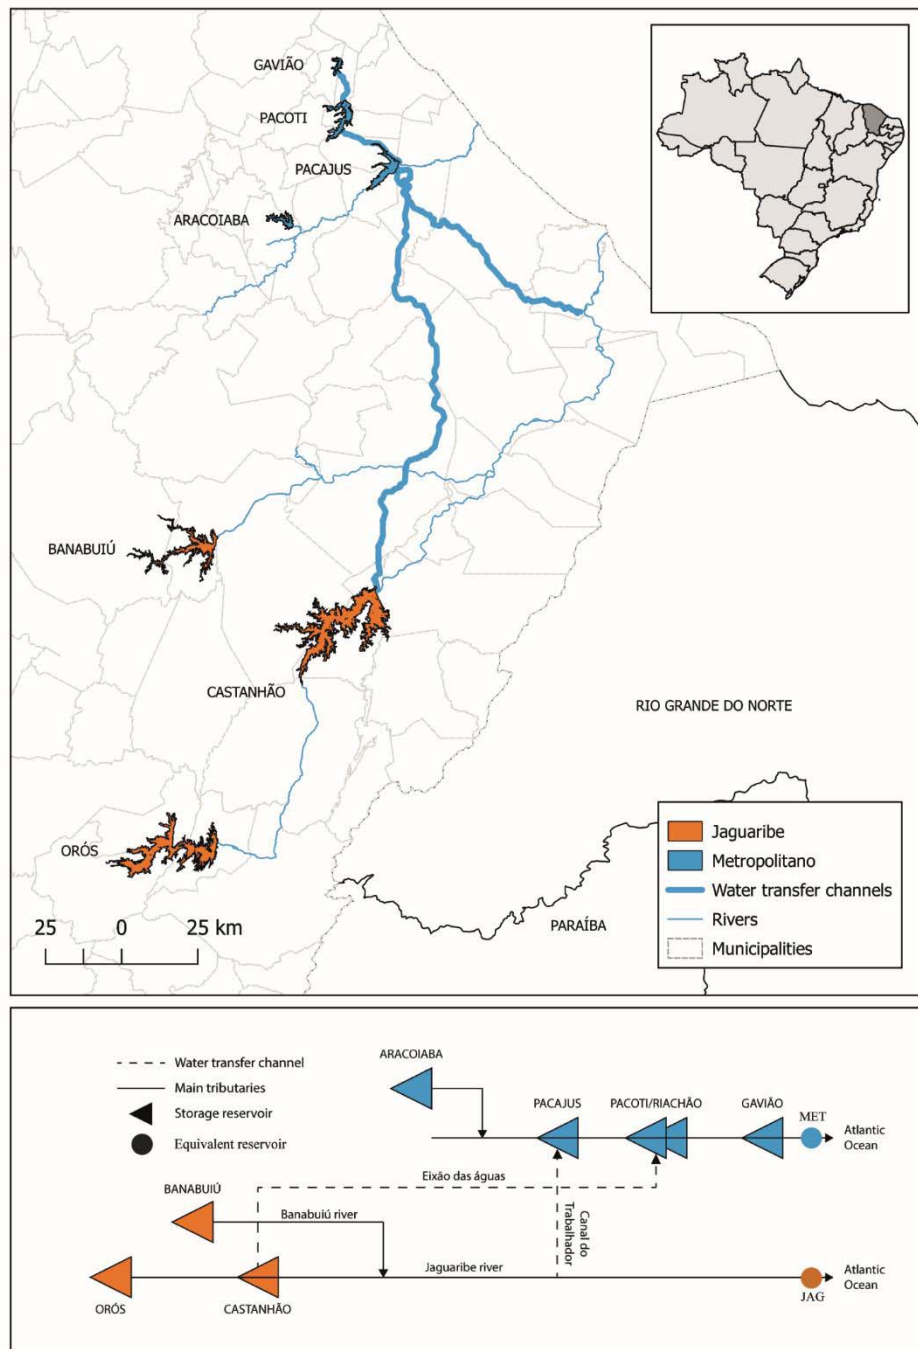 GAVIÃO
PACOTI
PACAJUS
ARACOIABA
BANABUIÚ
CASTANHÃO
RIO GRANDE DO NORTE
ORÓS
PARAÍBA
25 0 25 km
Jaguaribe
Metropolitano
Water transfer channels
Rivers
Municipalities
Water transfer channel
Main tributaries
Storage reservoir
Equivalent reservoir
ARACOIABA
PACAJUS
PACOTI/RIACHÃO
GAVIÃO
MET
Atlantic
Ocean
Eixão das águas
BANABUIÚ
Banabuiú river
Canal do
Trabalhador
Jaguaribe river
ORÓS
CASTANHÃO
JAG
Atlantic
Ocean